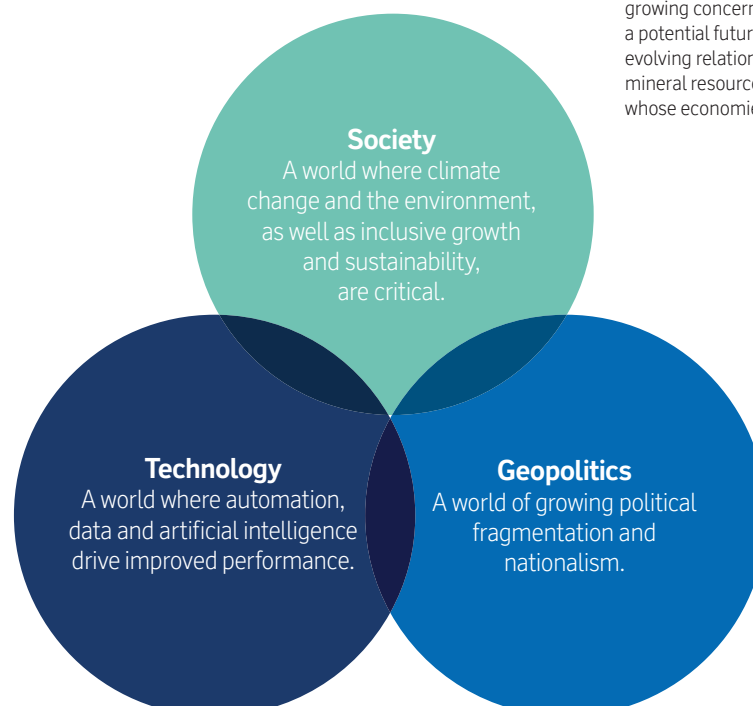 growing concern
a potential futur
evolving relation
mineral resource
whose economie
Society
A world where climate
change and the environment,
as well as inclusive growth
and sustainability,
are critical.
Technology
A world where automation,
data and artificial intelligence
drive improved performance.
Geopolitics
A world of growing political
fragmentation and
nationalism.